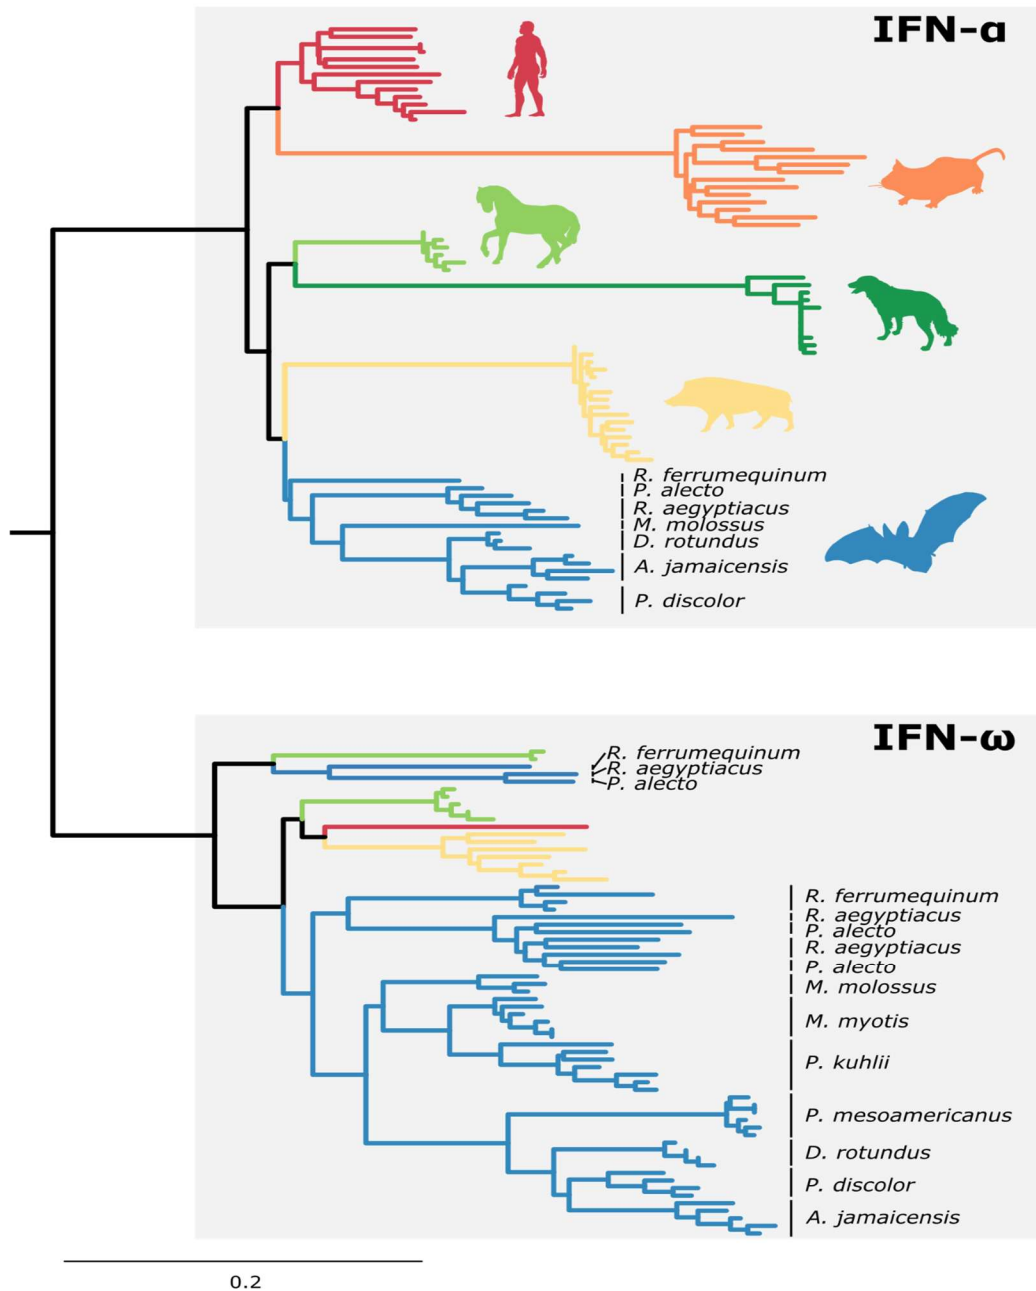 IFN-α
R. ferrumequinum
P. alecto
R. aegyptiacus
M. molossus
D. rotundus
A. jamaicensis
P. discolor
IFN-ω
R. ferrumequinum
R. aegyptiacus
P. alecto
R. ferrumequinum
R. aegyptiacus
P. alecto
R. aegyptiacus
P. alecto
M. molossus
M. myotis
P. kuhlii
P. mesoamericanus
D. rotundus
P. discolor
A. jamaicensis
0.2